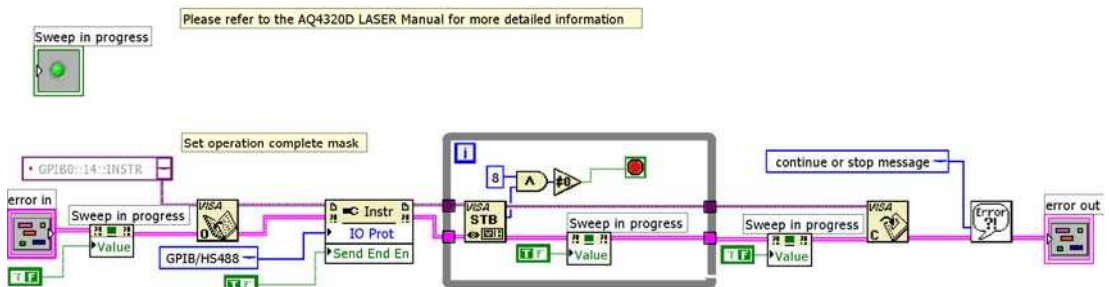 Please refer to the AQ4320D LASER Manual for more detailed information
Sweep in progress
Set operation complete mask
GPIB0::14::INSTR
error in
Sweep in progress
Value
T F
VISA
O
GPIB/HS488
Instr
IO Prot
Send End En
T F
i
8
≠0
VISA
STB
Sweep in progress
Value
T F
Sweep in progress
Value
T F
continue or stop message
VISA
C
Error
?!
error out